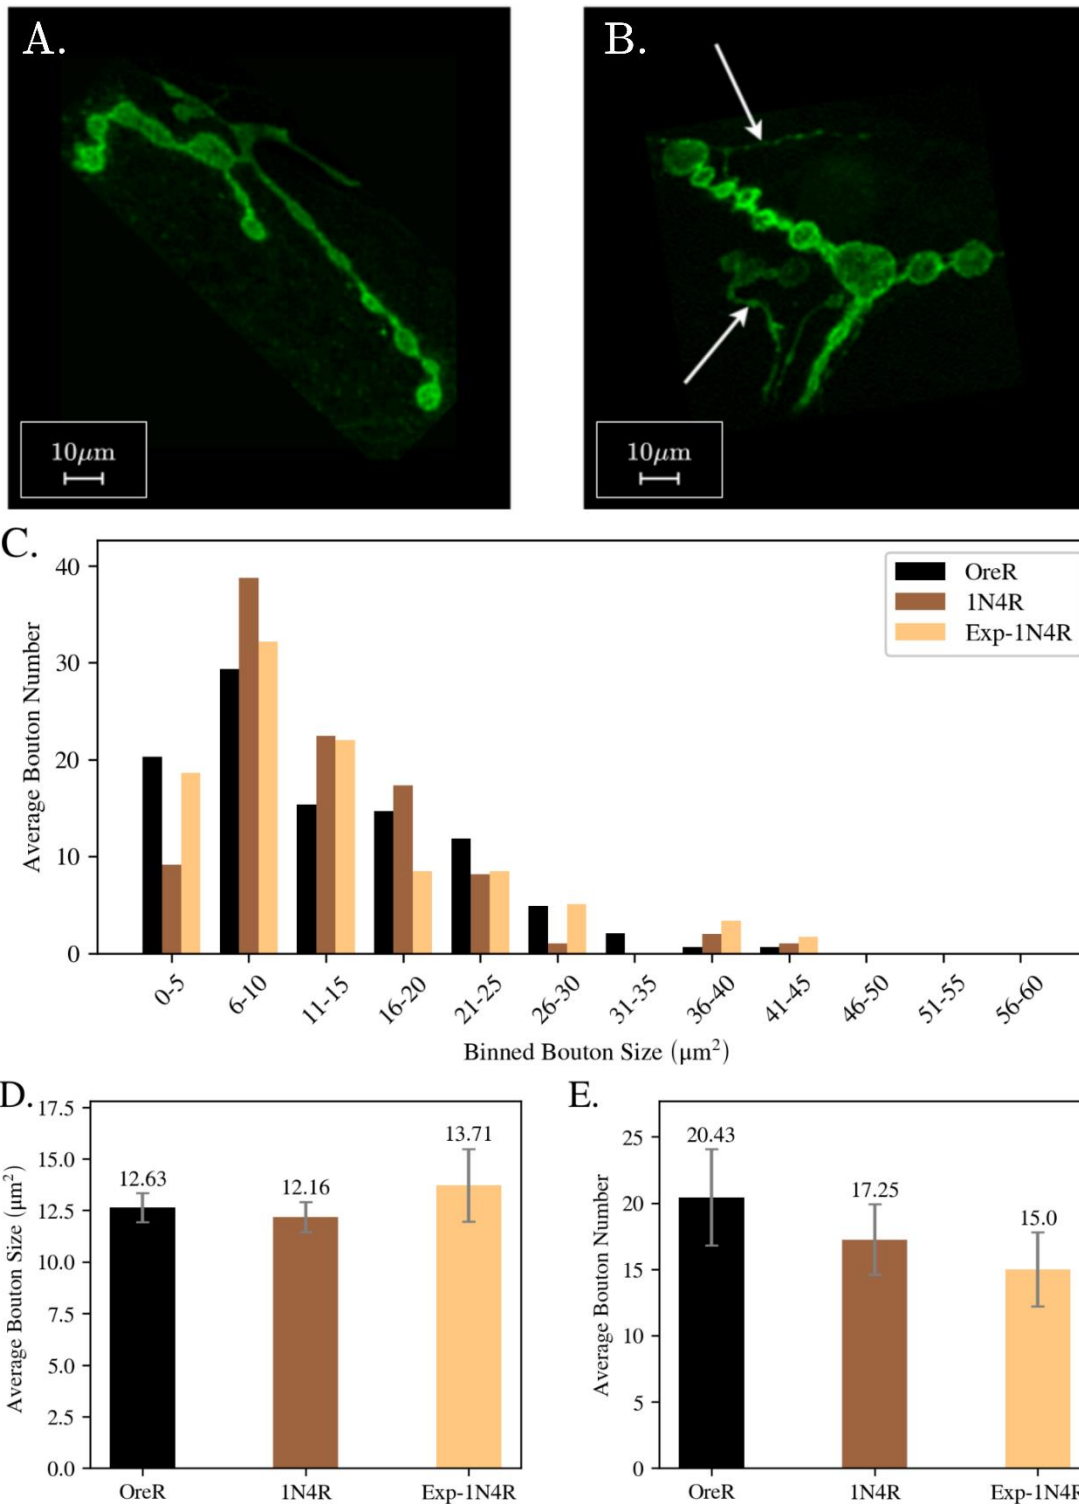 A.
B.
10μm
10μm
C.
40
30
20
10
0
Average Bouton Number
OreR
1N4R
Exp-1N4R
0-5
6-10
11-15
16-20
21-25
26-30
31-35
36-40
41-45
46-50
51-55
56-60
Binned Bouton Size (μm²)
D.
17.5
15.0
12.5
10.0
7.5
5.0
2.5
0.0
Average Bouton Size (μm²)
12.63
12.16
13.71
OreR
1N4R
Exp-1N4R
E.
25
20
15
10
5
0
Average Bouton Number
20.43
17.25
15.0
OreR
1N4R
Exp-1N4R